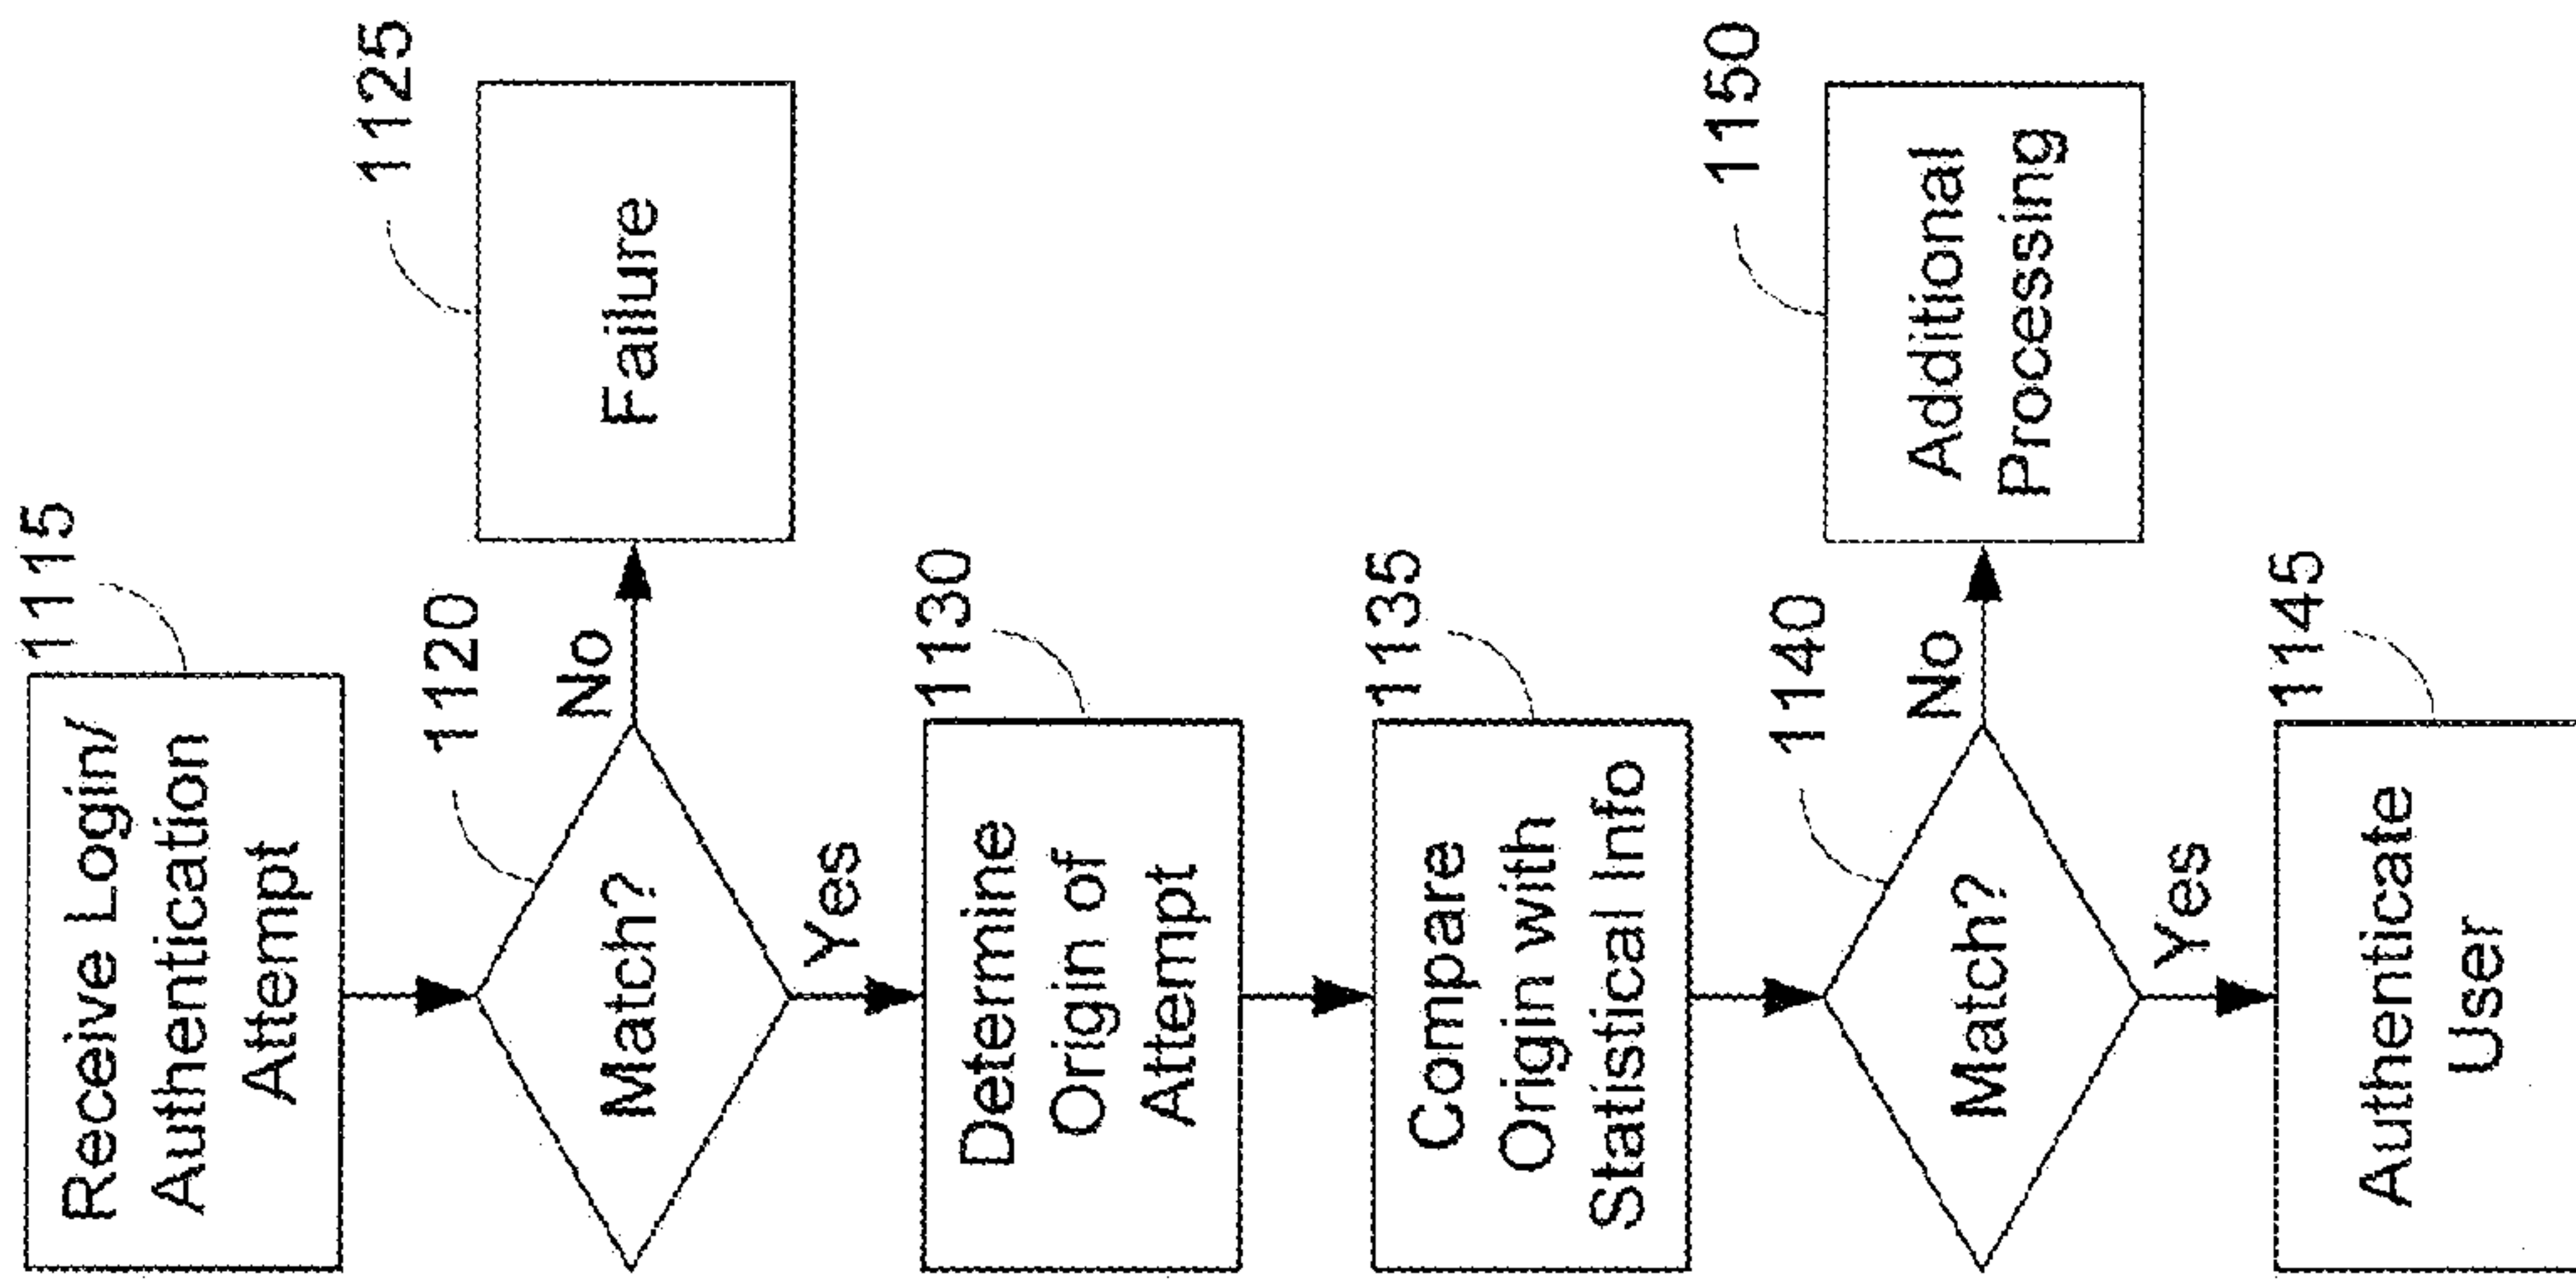 1115
Receive Login/
Authentication
Attempt
1120
Match?
No
1125
Failure
Yes
1130
Determine
Origin of
Attempt
1135
Compare
Origin with
Statistical Info
1140
Match?
No
1150
Additional
Processing
Yes
1145
Authenticate
User